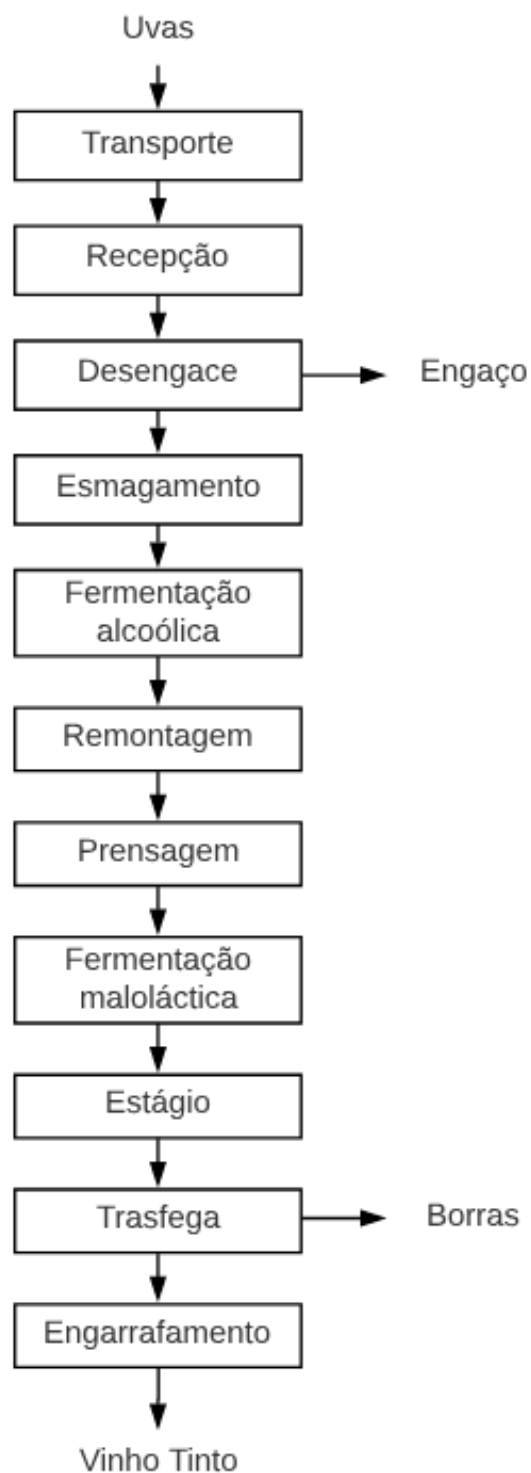 Uvas
Transporte
Recepção
Desengace
Engaço
Esmagamento
Fermentação
alcoólica
Remontagem
Prensagem
Fermentação
maloláctica
Estágio
Trasfega
Borras
Engarrafamento
Vinho Tinto